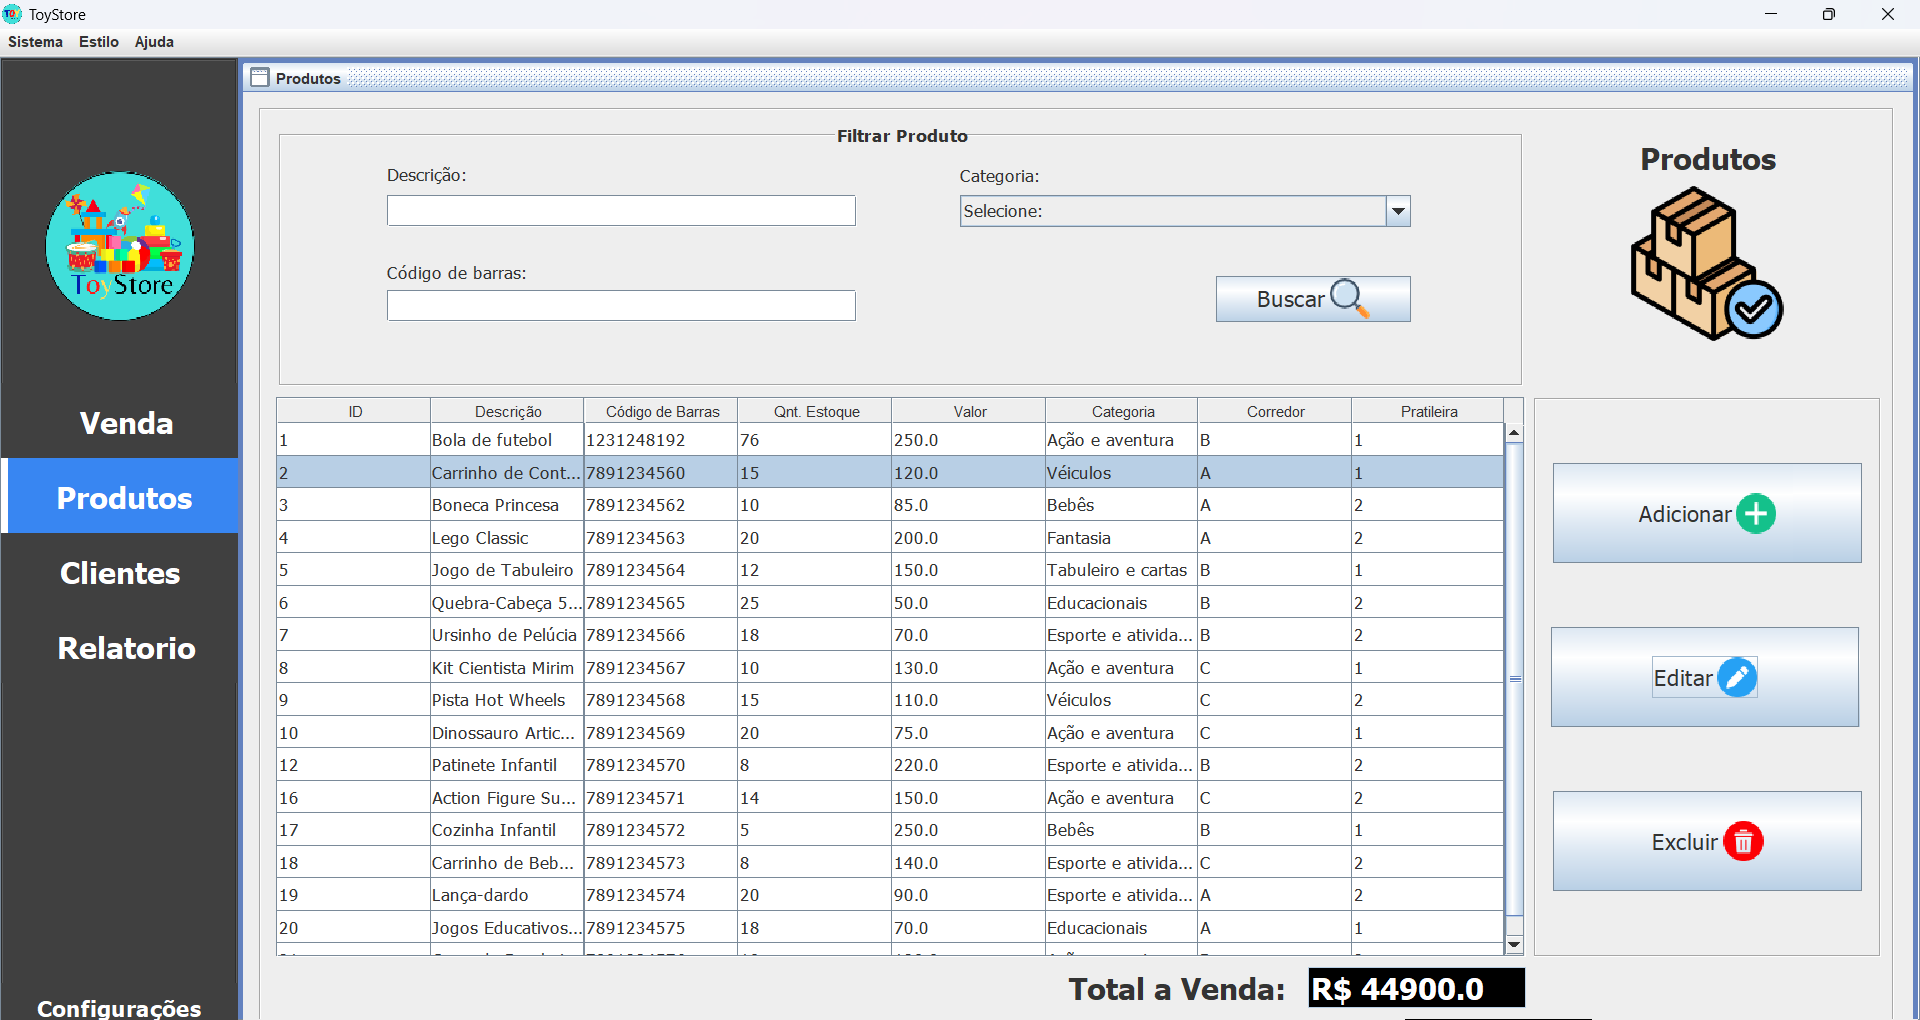 ToyStore
Sistema Estilo Ajuda
Produtos
Filtrar Produto
Descrição:
Categoria:
Selecione:
Código de barras:
Buscar
Produtos
ToyStore
Venda
Produtos
Clientes
Relatorio
Configurações
ID Descrição Código de Barras Qnt. Estoque Valor Categoria Corredor Pratileira
1 Bola de futebol 1231248192 76 250.0 Ação e aventura B 1
2 Carrinho de Cont... 7891234560 15 120.0 Véiculos A 1
3 Boneca Princesa 7891234562 10 85.0 Bebês A 2
4 Lego Classic 7891234563 20 200.0 Fantasia A 2
5 Jogo de Tabuleiro 7891234564 12 150.0 Tabuleiro e cartas B 1
6 Quebra-Cabeça 5... 7891234565 25 50.0 Educacionais B 2
7 Ursinho de Pelúcia 7891234566 18 70.0 Esporte e ativida... B 2
8 Kit Cientista Mirim 7891234567 10 130.0 Ação e aventura C 1
9 Pista Hot Wheels 7891234568 15 110.0 Véiculos C 2
10 Dinossauro Artic... 7891234569 20 75.0 Ação e aventura C 1
12 Patinete Infantil 7891234570 8 220.0 Esporte e ativida... B 2
16 Action Figure Su... 7891234571 14 150.0 Ação e aventura C 2
17 Cozinha Infantil 7891234572 5 250.0 Bebês B 1
18 Carrinho de Beb... 7891234573 8 140.0 Esporte e ativida... C 2
19 Lança-dardo 7891234574 20 90.0 Esporte e ativida... A 2
20 Jogos Educativos... 7891234575 18 70.0 Educacionais A 1
Adicionar
Editar
Excluir
Total a Venda: R$ 44900.0